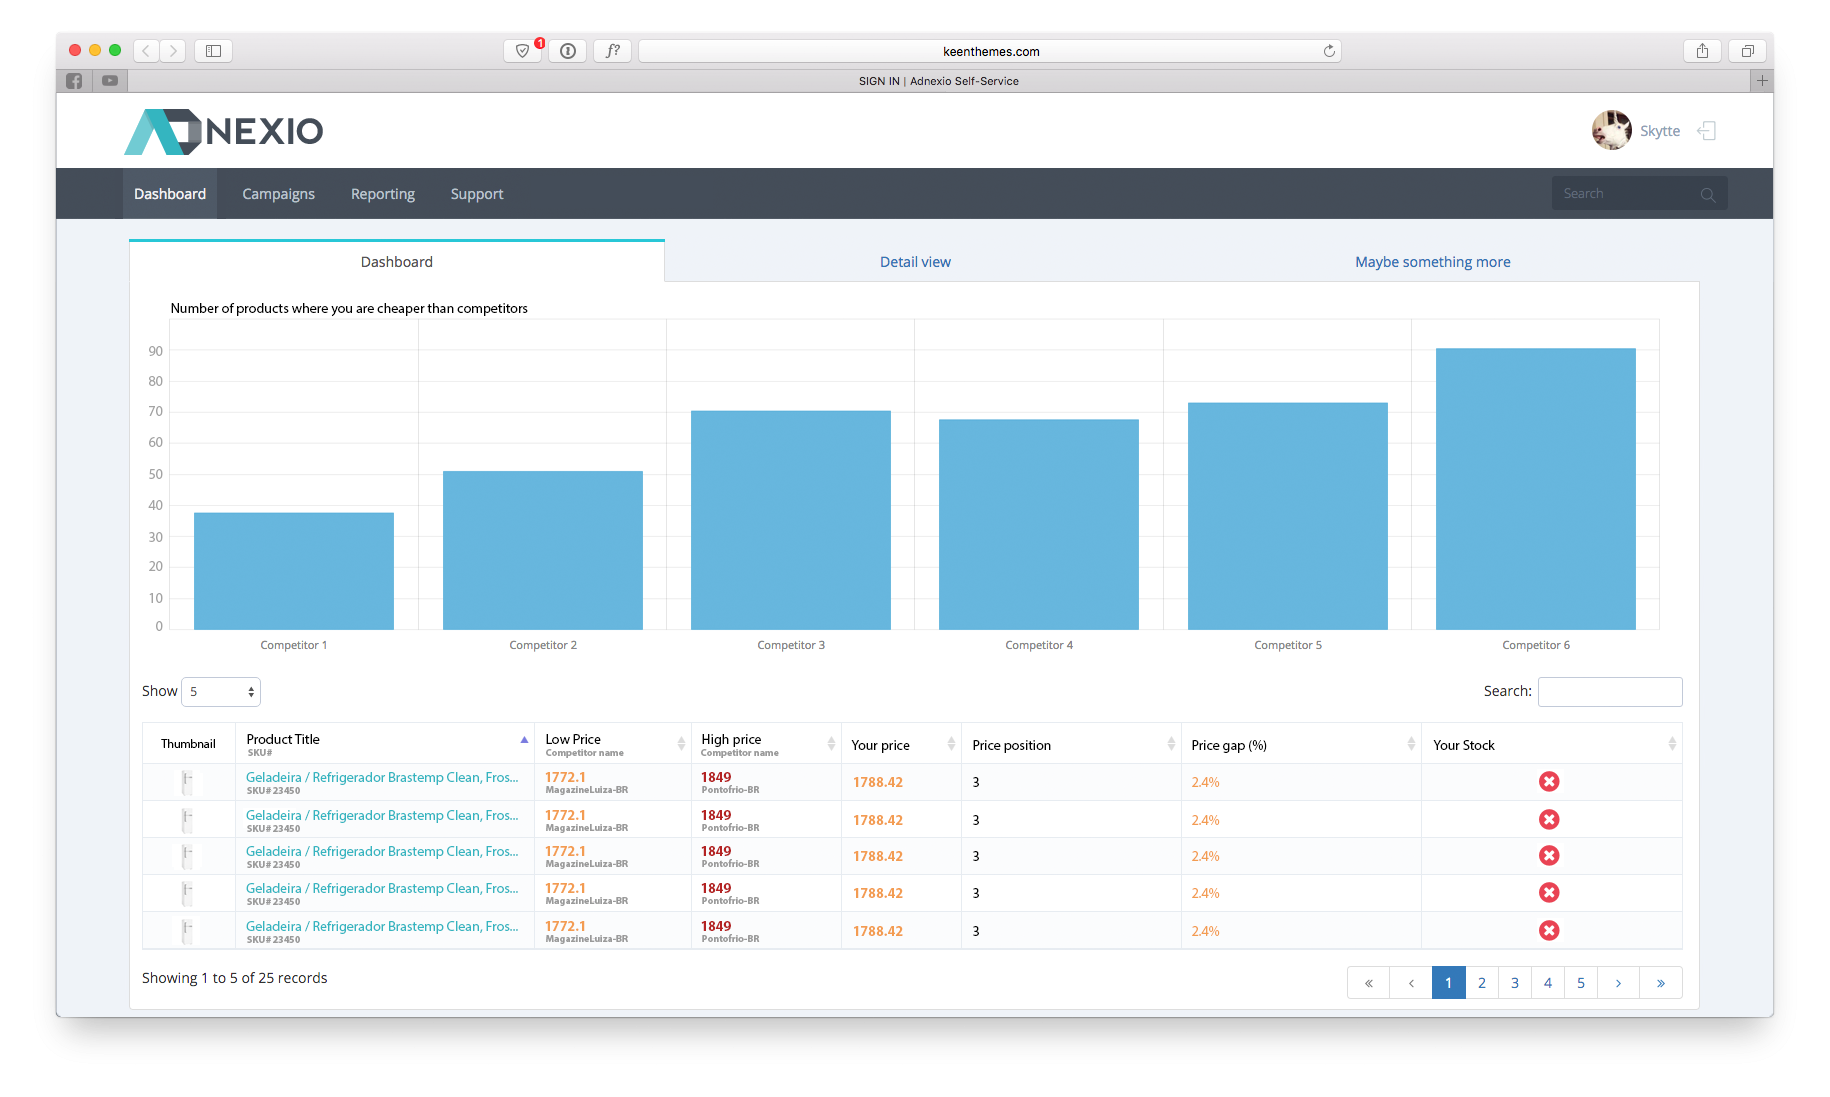 1
f?
keenthemes.com
SIGN IN | Adnexio Self-Service
ADNEXIO
Skytte
Dashboard Campaigns Reporting Support
Search
Dashboard Detail view Maybe something more
Number of products where you are cheaper than competitors
90
80
70
60
50
40
30
20
10
0
Competitor 1 Competitor 2 Competitor 3 Competitor 4 Competitor 5 Competitor 6
Show 5 Search:
Thumbnail Product Title Low Price High price Your price Price position Price gap (%) Your Stock
SKU# Competitor name Competitor name
Geladeira / Refrigerador Brastemp Clean, Fros... 1772.1 1849 1788.42 3 2.4%
SKU# 23450 MagazineLuiza-BR Pontofrio-BR
Geladeira / Refrigerador Brastemp Clean, Fros... 1772.1 1849 1788.42 3 2.4%
SKU# 23450 MagazineLuiza-BR Pontofrio-BR
Geladeira / Refrigerador Brastemp Clean, Fros... 1772.1 1849 1788.42 3 2.4%
SKU# 23450 MagazineLuiza-BR Pontofrio-BR
Geladeira / Refrigerador Brastemp Clean, Fros... 1772.1 1849 1788.42 3 2.4%
SKU# 23450 MagazineLuiza-BR Pontofrio-BR
Geladeira / Refrigerador Brastemp Clean, Fros... 1772.1 1849 1788.42 3 2.4%
SKU# 23450 MagazineLuiza-BR Pontofrio-BR
Showing 1 to 5 of 25 records
« ‹ 1 2 3 4 5 › »